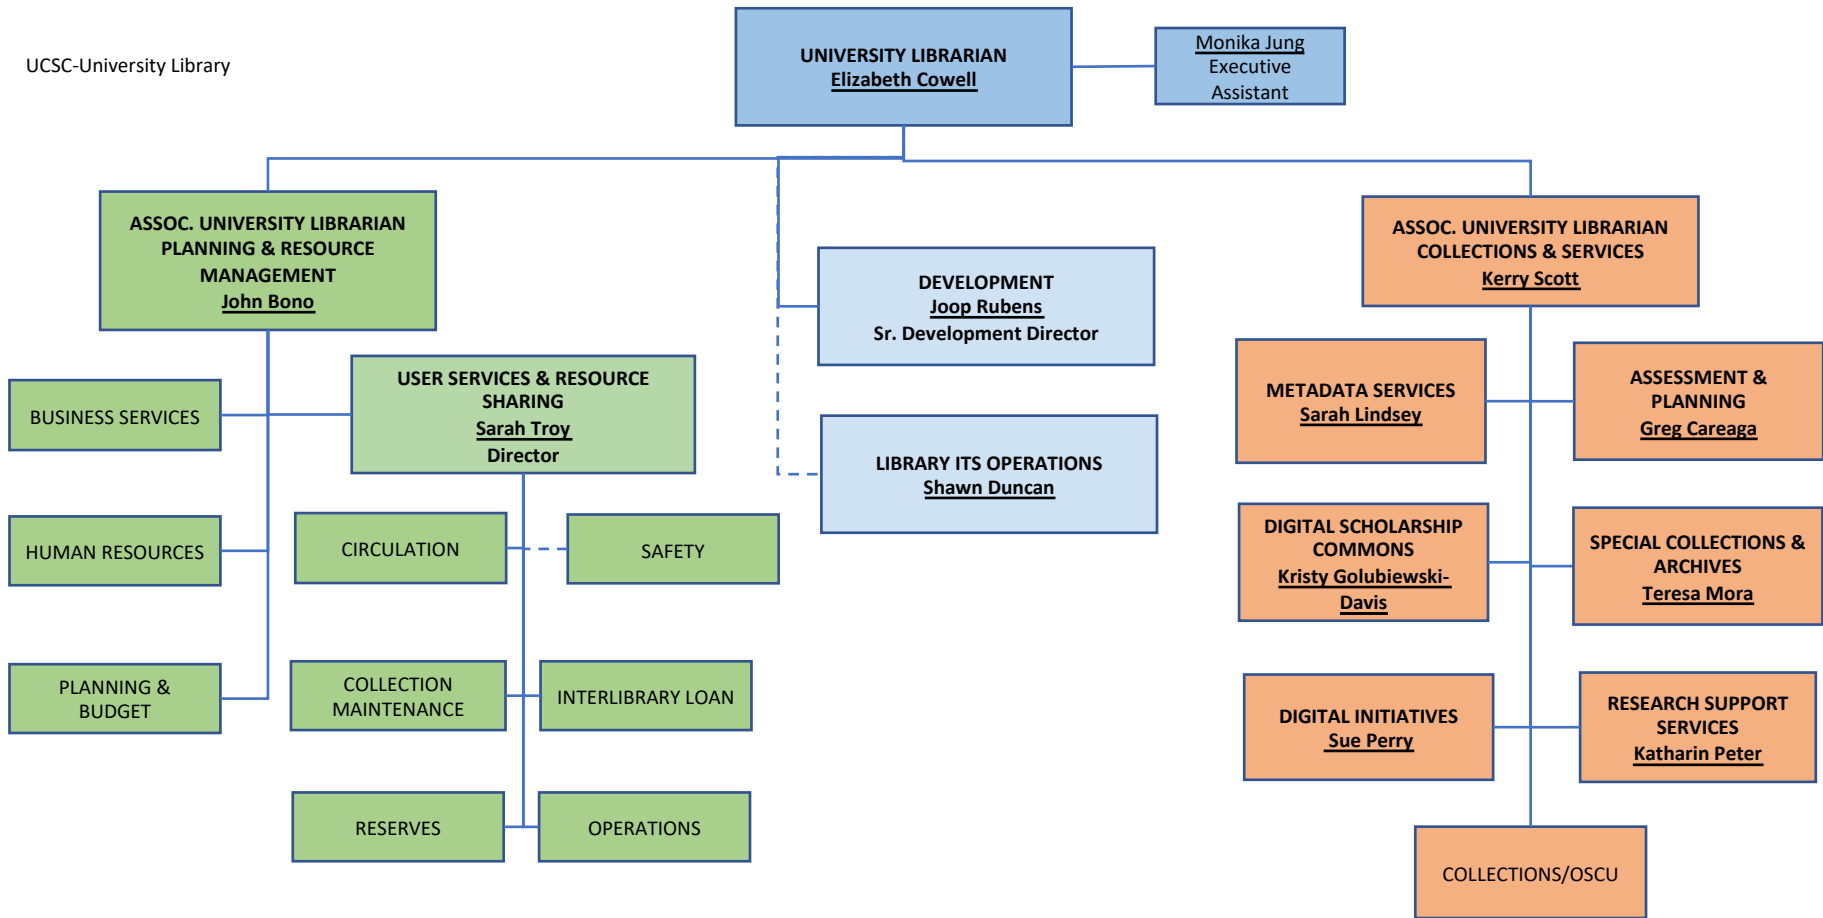 UCSC-University Library
UNIVERSITY LIBRARIAN
Elizabeth Cowell
Monika Jung
Executive
Assistant
ASSOC. UNIVERSITY LIBRARIAN
PLANNING & RESOURCE
MANAGEMENT
John Bono
DEVELOPMENT
Joop Rubens
Sr. Development Director
ASSOC. UNIVERSITY LIBRARIAN
COLLECTIONS & SERVICES
Kerry Scott
BUSINESS SERVICES
USER SERVICES & RESOURCE
SHARING
Sarah Troy
Director
METADATA SERVICES
Sarah Lindsey
ASSESSMENT &
PLANNING
Greg Careaga
LIBRARY ITS OPERATIONS
Shawn Duncan
HUMAN RESOURCES
CIRCULATION
SAFETY
DIGITAL SCHOLARSHIP
COMMONS
Kristy Golubiewski-
Davis
SPECIAL COLLECTIONS &
ARCHIVES
Teresa Mora
PLANNING &
BUDGET
COLLECTION
MAINTENANCE
INTERLIBRARY LOAN
DIGITAL INITIATIVES
Sue Perry
RESEARCH SUPPORT
SERVICES
Katharin Peter
RESERVES
OPERATIONS
COLLECTIONS/OSCU